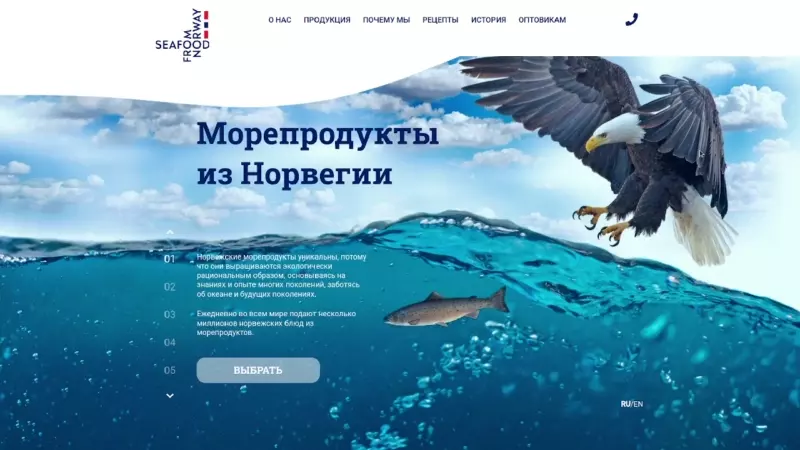 SEAFOOD
FROM
NORWAY
О НАС
ПРОДУКЦИЯ
ПОЧЕМУ МЫ
РЕЦЕПТЫ
ИСТОРИЯ
ОПТОВИКАМ
Морепродукты
из Норвегии
01
Норвежские морепродукты уникальны, потому
что они выращиваются экологически
рациональным образом, основываясь на
знаниях и опыте многих поколений, заботясь
об океане и будущих поколениях.
02
03
Ежедневно во всем мире подают несколько
миллионов норвежских блюд из
морепродуктов.
04
05
ВЫБРАТЬ
RU/EN